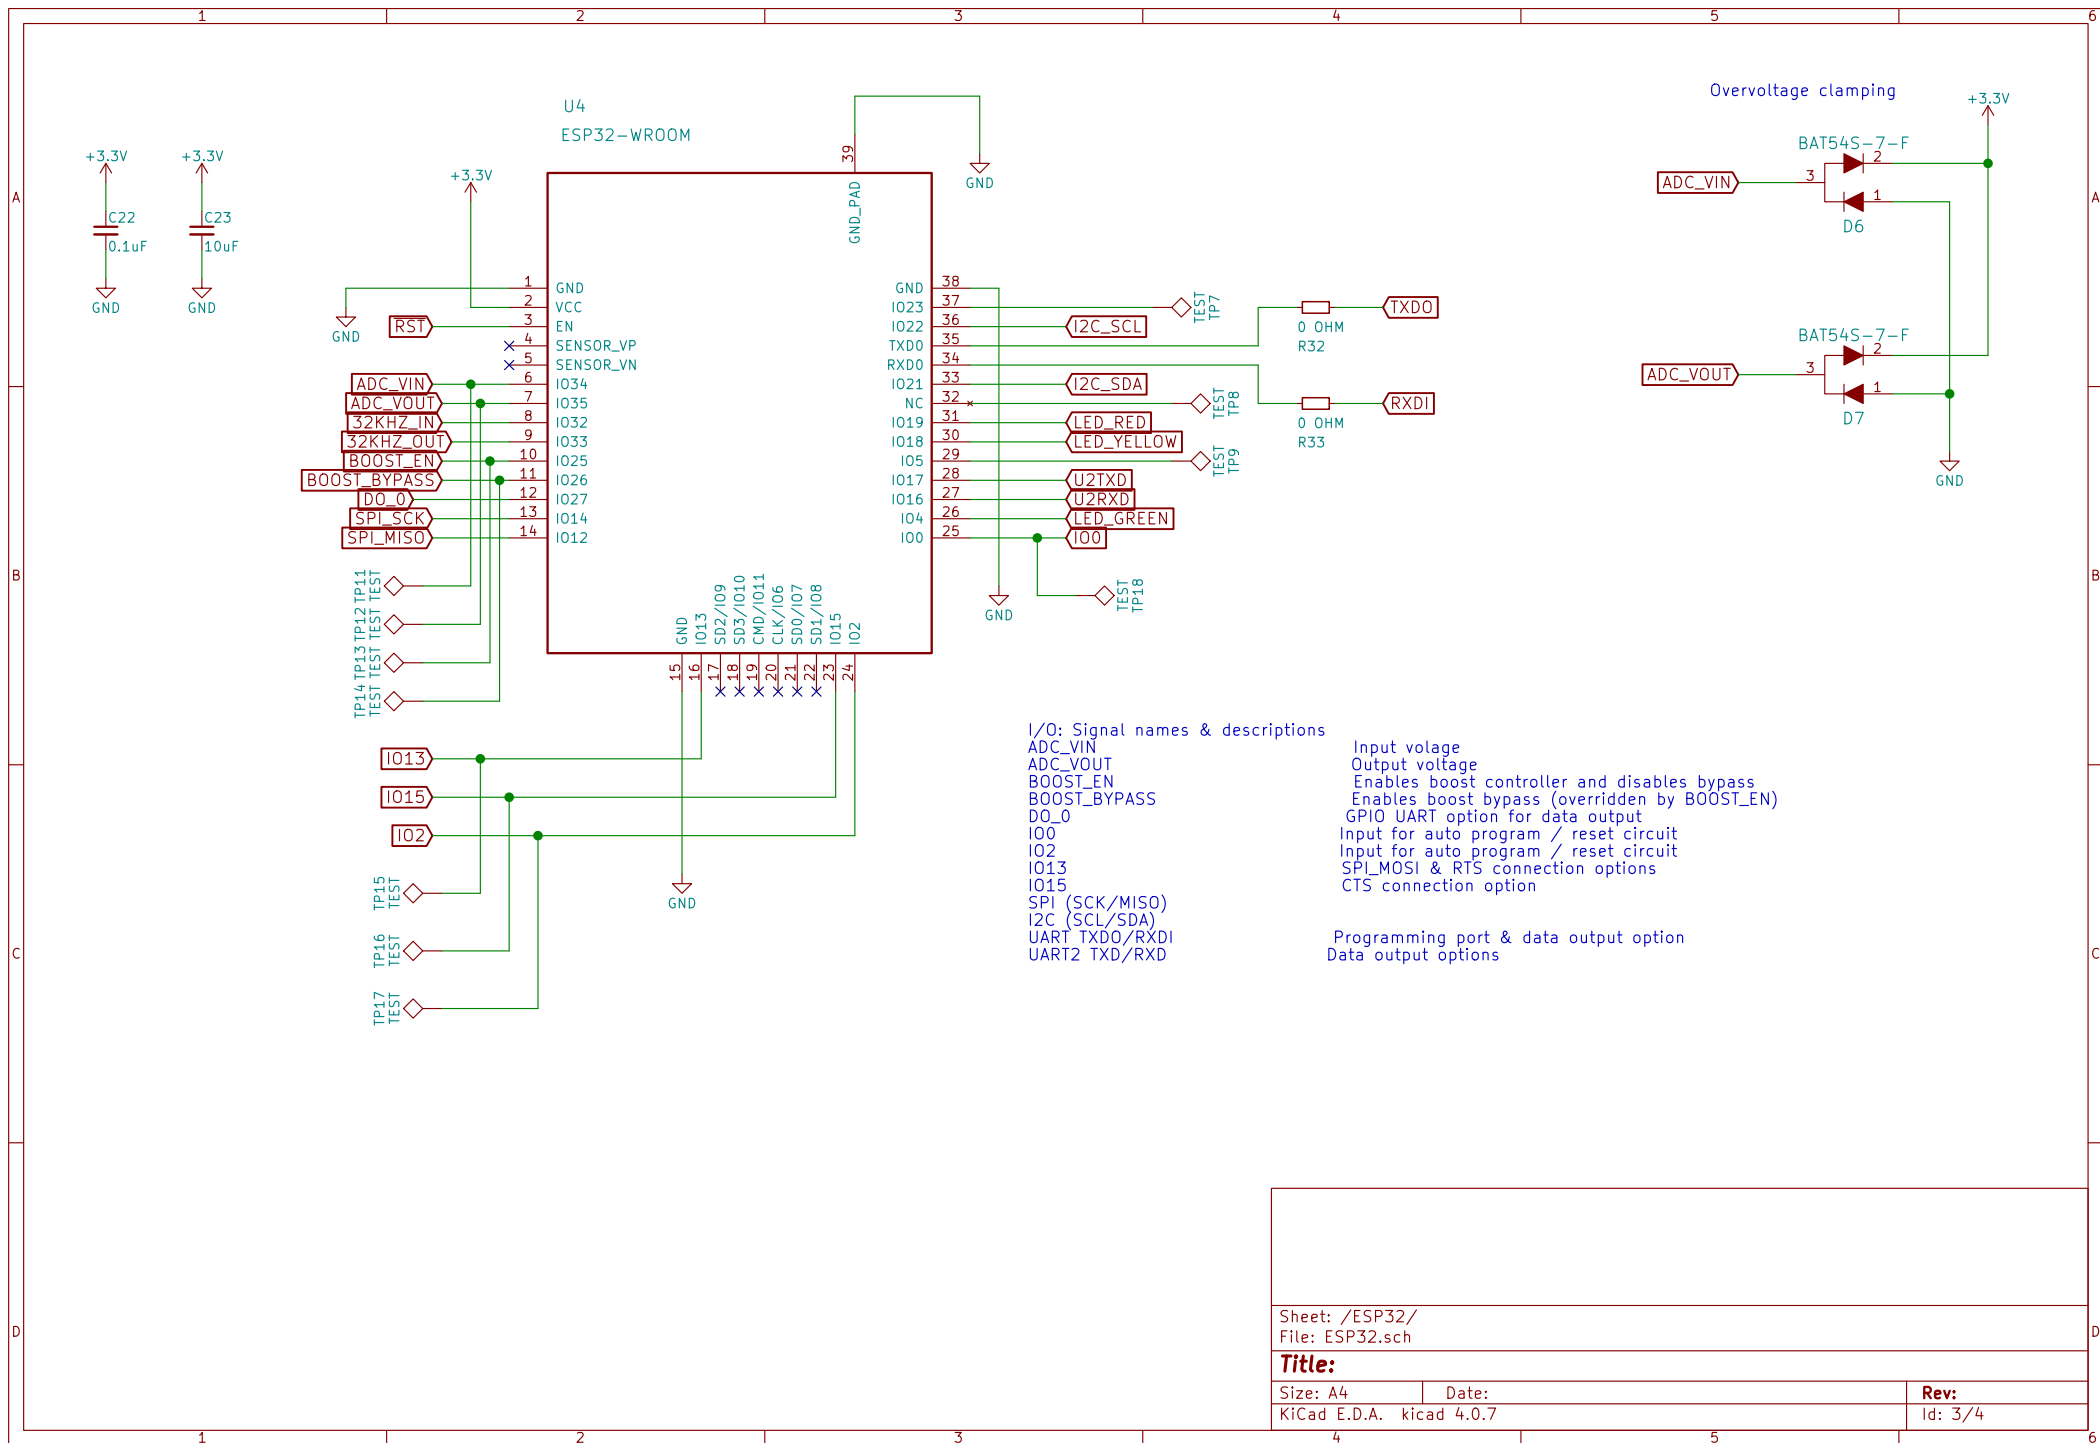 1 2 3 4 5 6
A
B
C
D
A
B
C
D
+3.3V
C22
0.1uF
GND
+3.3V
C23
10uF
GND
U4
ESP32-WROOM
+3.3V
GND
39
GND_PAD
GND
1 GND
2 VCC
RST 3 EN
4 SENSOR_VP
5 SENSOR_VN
ADC_VIN 6 IO34
ADC_VOUT 7 IO35
32KHZ_IN 8 IO32
32KHZ_OUT 9 IO33
BOOST_EN 10 IO25
BOOST_BYPASS 11 IO26
DO_0 12 IO27
SPI_SCK 13 IO14
SPI_MISO 14 IO12
GND 38
IO23 37 TEST TP7
IO22 36 I2C_SCL
TXD0 35
RXD0 34
IO21 33 I2C_SDA
NC 32 TEST TP8
IO19 31 LED_RED
IO18 30 LED_YELLOW
IO5 29 TEST TP9
IO17 28 U2TXD
IO16 27 U2RXD
IO4 26 LED_GREEN
IO0 25 IO0
GND
TEST TP18
0 OHM
R32
TXDO
0 OHM
R33
RXDI
TP11 TEST
TP12 TEST
TP13 TEST
TP14 TEST
GND IO13 SD2/IO9 SD3/IO10 CMD/IO11 CLK/IO6 SD0/IO7 SD1/IO8 IO15 IO2
15 16 17 18 19 20 21 22 23 24
IO13
IO15
IO2
TP15 TEST
TP16 TEST
TP17 TEST
GND
Overvoltage clamping
+3.3V
BAT54S-7-F
ADC_VIN 3 2
1
D6
BAT54S-7-F
ADC_VOUT 3 2
1
D7
GND
I/O: Signal names & descriptions
ADC_VIN Input volage
ADC_VOUT Output voltage
BOOST_EN Enables boost controller and disables bypass
BOOST_BYPASS Enables boost bypass (overridden by BOOST_EN)
DO_0 GPIO UART option for data output
IO0 Input for auto program / reset circuit
IO2 Input for auto program / reset circuit
IO13 SPI_MOSI & RTS connection options
IO15 CTS connection option
SPI (SCK/MISO)
I2C (SCL/SDA)
UART TXDO/RXDI Programming port & data output option
UART2 TXD/RXD Data output options
Sheet: /ESP32/
File: ESP32.sch
Title:
Size: A4 Date: Rev:
KiCad E.D.A. kicad 4.0.7 Id: 3/4
1 2 3 4 5 6